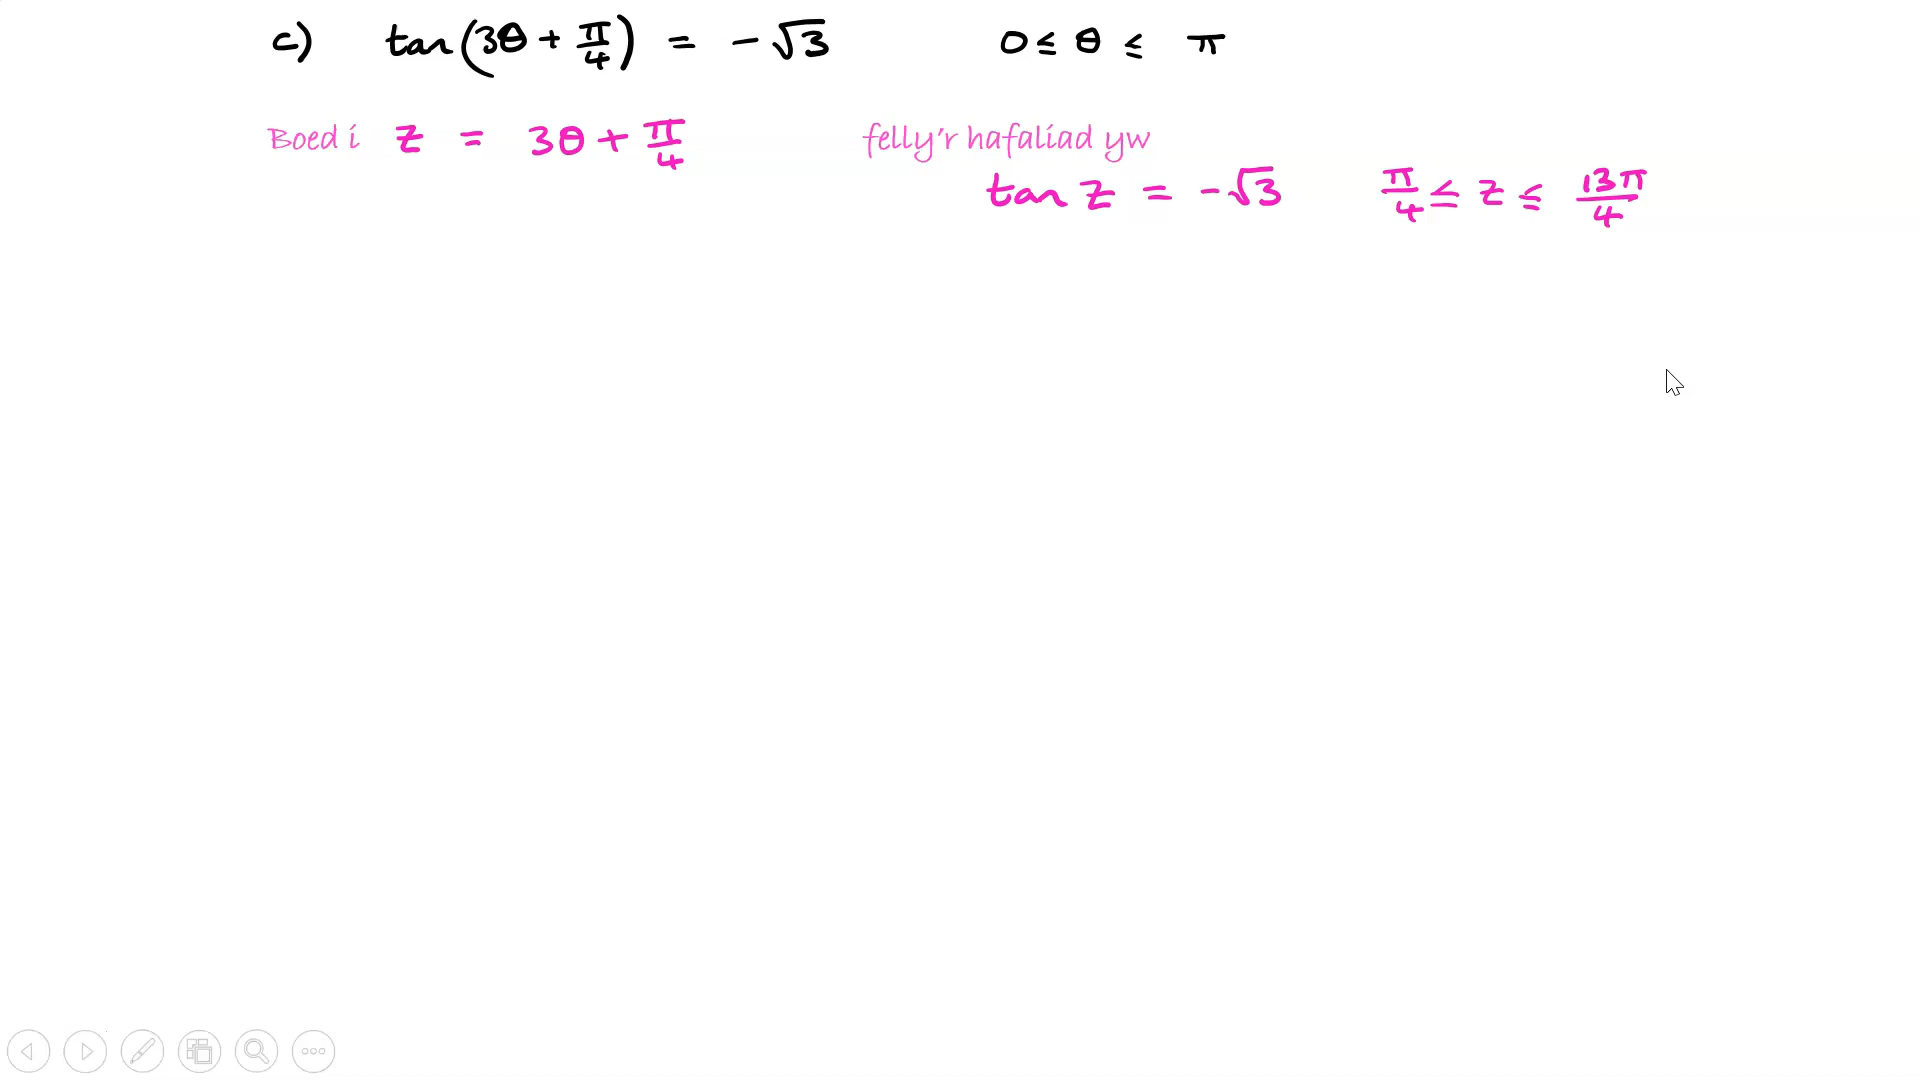 c) tan(3θ + π/4) = -√3 0 ≤ θ ≤ π
Boed i z = 3θ + π/4 felly'r hafaliad yw
tan z = -√3 π/4 ≤ z ≤ 13π/4